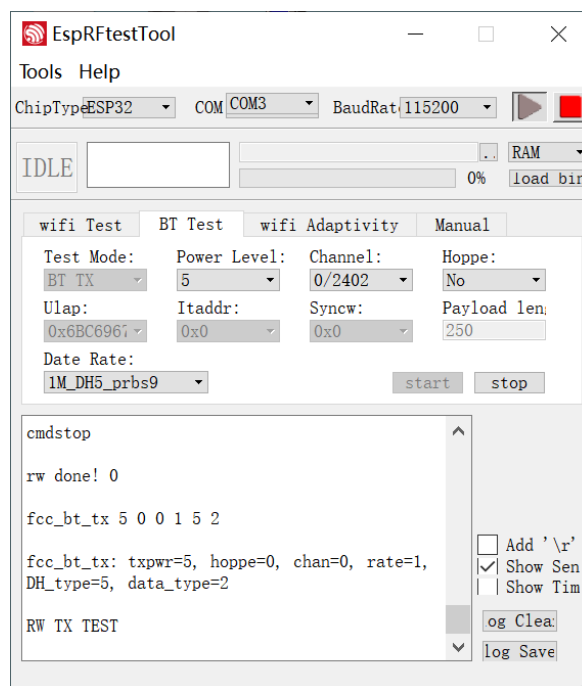 EspRFtestTool
Tools Help
ChipType ESP32 COM COM3 BaudRat 115200
IDLE .. RAM
0% load bin
wifi Test BT Test wifi Adaptivity Manual
Test Mode: Power Level: Channel: Hoppe:
BT TX 5 0/2402 No
Ulap: Itaddr: Syncw: Payload len
0x6BC6967 0x0 0x0 250
Date Rate:
1M_DH5_prbs9 start stop
cmdstop
rw done! 0
fcc_bt_tx 5 0 0 1 5 2
fcc_bt_tx: txpwr=5, hoppe=0, chan=0, rate=1,
DH_type=5, data_type=2
RW TX TEST
Add '\r'
Show Sen
Show Tim
og Clea
log Save